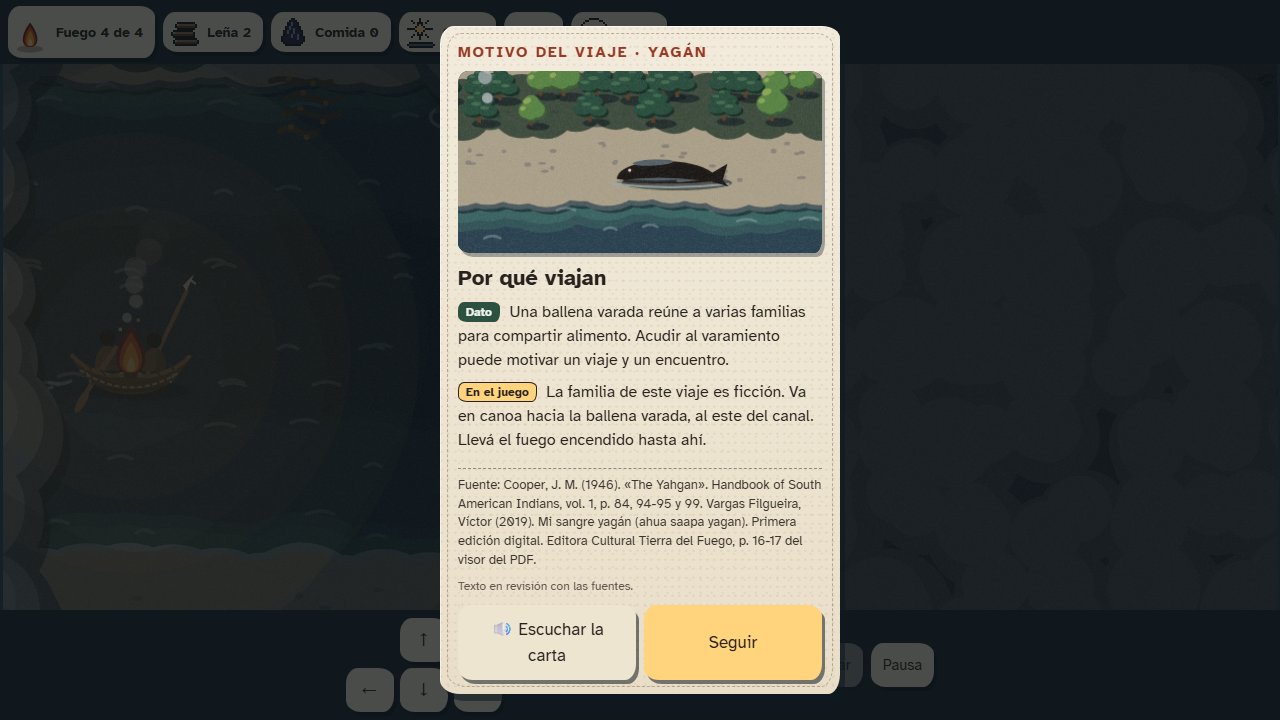 Fuego 4 de 4
Leña 2
Comida 0
MOTIVO DEL VIAJE · YAGÁN
Por qué viajan
Dato Una ballena varada reúne a varias familias
para compartir alimento. Acudir al varamiento
puede motivar un viaje y un encuentro.
En el juego La familia de este viaje es ficción. Va
en canoa hacia la ballena varada, al este del canal.
Llevá el fuego encendido hasta ahí.
Fuente: Cooper, J. M. (1946). «The Yahgan». Handbook of South
American Indians, vol. 1, p. 84, 94-95 y 99. Vargas Filgueira,
Víctor (2019). Mi sangre yagán (ahua saapa yagan). Primera
edición digital. Editora Cultural Tierra del Fuego, p. 16-17 del
visor del PDF.
Texto en revisión con las fuentes.
Escuchar la
carta
Seguir
↑
Pausa
← ↓